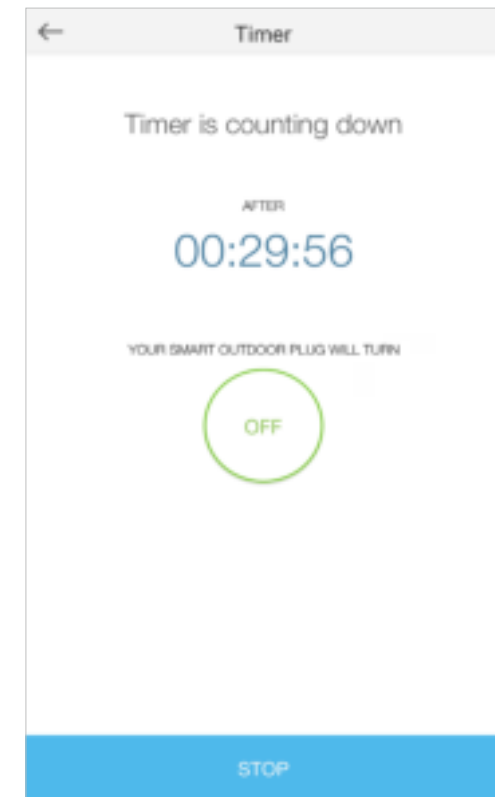 Timer
Timer is counting down
AFTER
00:29:56
YOUR SMART OUTDOOR PLUG WILL TURN
OFF
STOP